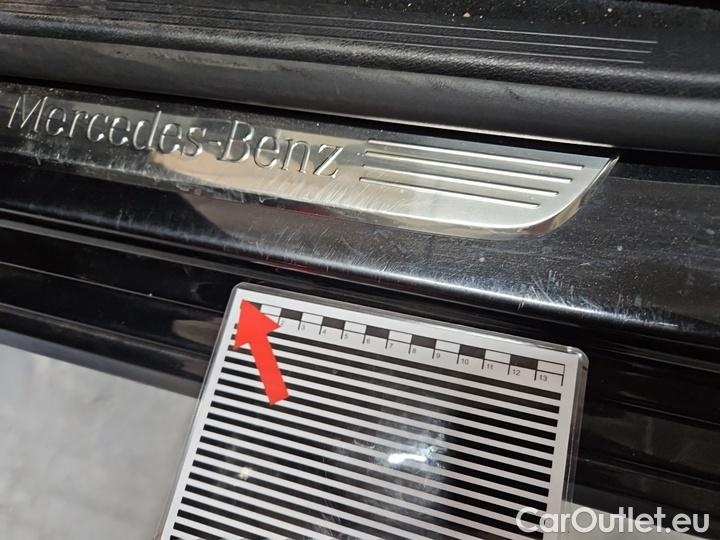 Mercedes-Benz
2 3 4 5 6 7 8 9 10 11 12 13
CarOutlet.eu